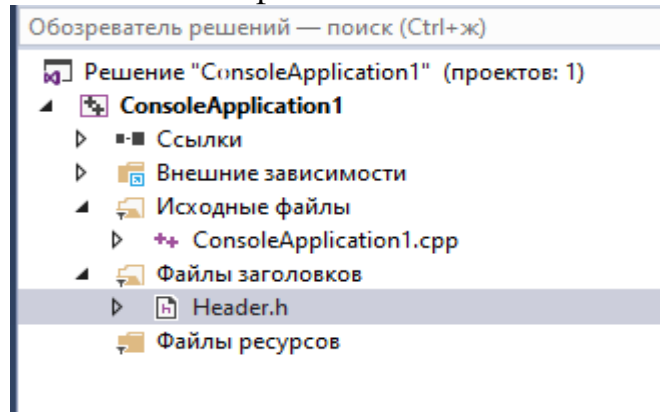 Обозреватель решений — поиск (Ctrl+ж)
Решение "ConsoleApplication1" (проектов: 1)
ConsoleApplication1
Ссылки
Внешние зависимости
Исходные файлы
ConsoleApplication1.cpp
Файлы заголовков
Header.h
Файлы ресурсов